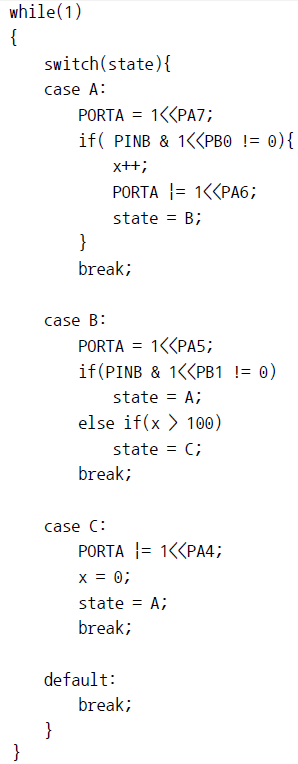 while(1)
{
    switch(state){
    case A:
        PORTA = 1<<PA7;
        if( PINB & 1<<PB0 != 0){
            x++;
            PORTA |= 1<<PA6;
            state = B;
        }
        break;

    case B:
        PORTA = 1<<PA5;
        if(PINB & 1<<PB1 != 0)
            state = A;
        else if(x > 100)
            state = C;
        break;

    case C:
        PORTA |= 1<<PA4;
        x = 0;
        state = A;
        break;

    default:
        break;
    }
}